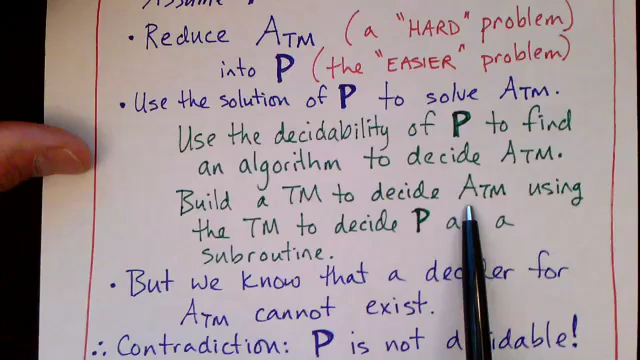 Assume
• Reduce ATM (a "HARD" problem)
into P (the "EASIER" problem)
• Use the solution of P to solve ATM.
Use the decidability of P to find
an algorithm to decide ATM.
Build a TM to decide ATM using
the TM to decide P as a
subroutine.
• But we know that a decider for
ATM cannot exist.
∴ Contradiction: P is not decidable!